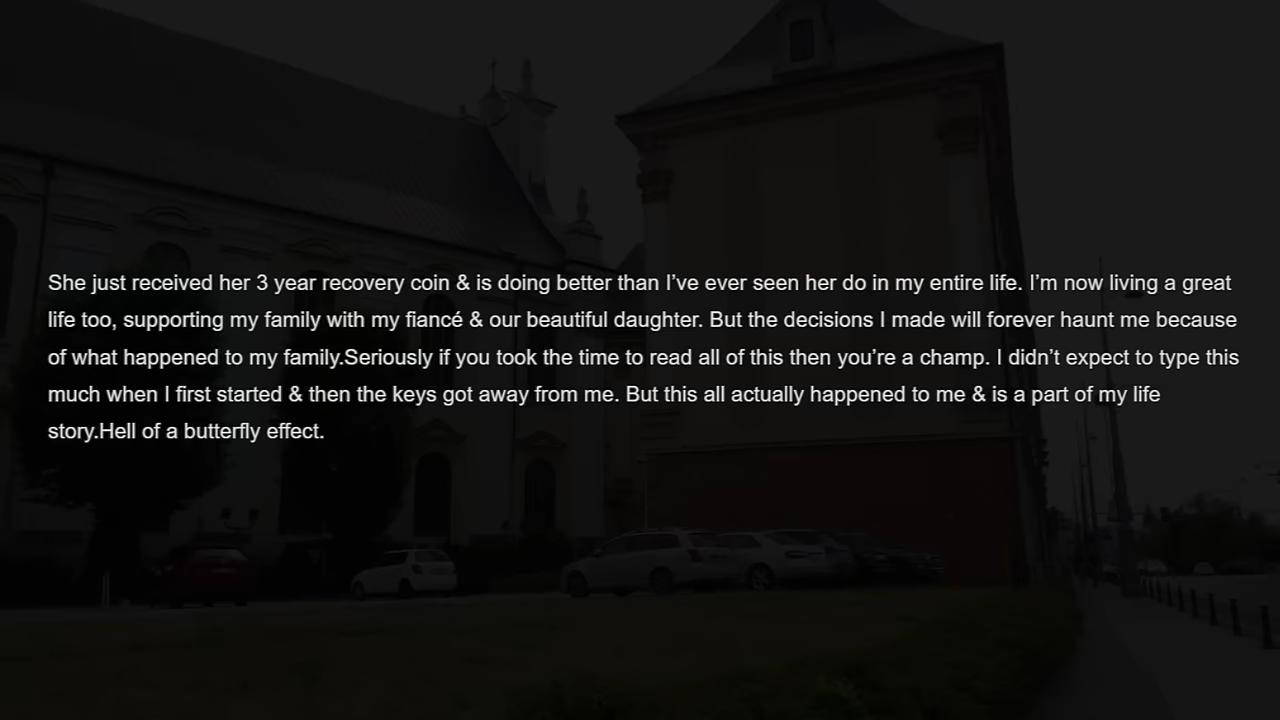 She just received her 3 year recovery coin & is doing better than I’ve ever seen her do in my entire life. I’m now living a great
life too, supporting my family with my fiancé & our beautiful daughter. But the decisions I made will forever haunt me because
of what happened to my family.Seriously if you took the time to read all of this then you’re a champ. I didn’t expect to type this
much when I first started & then the keys got away from me. But this all actually happened to me & is a part of my life
story.Hell of a butterfly effect.